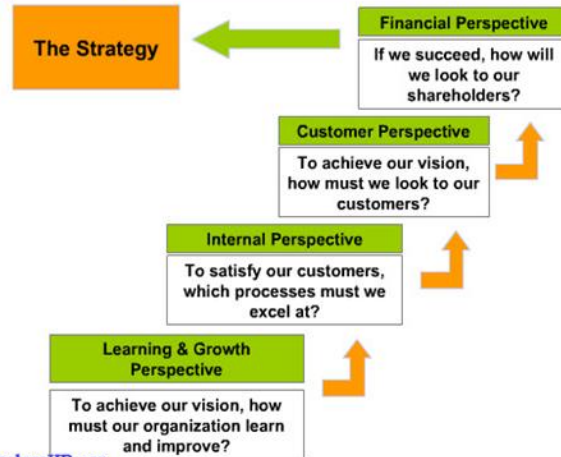 The Strategy
Financial Perspective
If we succeed, how will
we look to our
shareholders?
Customer Perspective
To achieve our vision,
how must we look to our
customers?
Internal Perspective
To satisfy our customers,
which processes must we
excel at?
Learning & Growth
Perspective
To achieve our vision, how
must our organization learn
and improve?